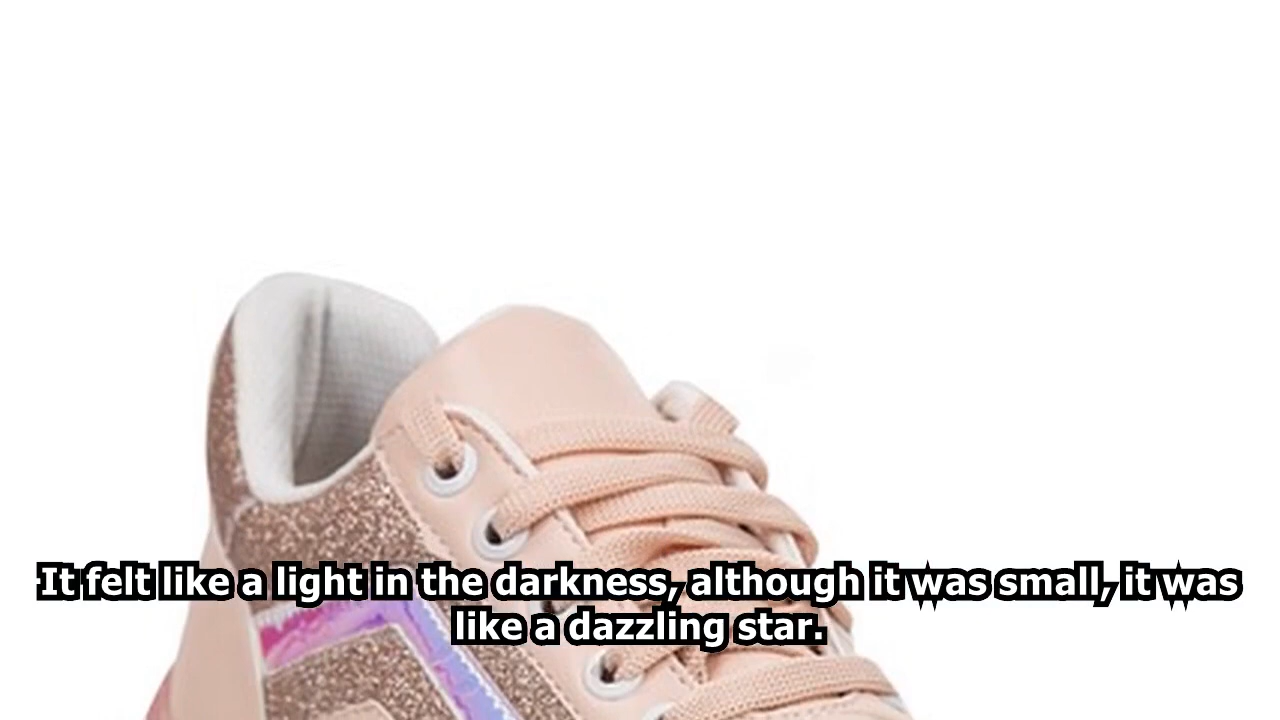 It felt like a light in the darkness, although it was small, it was
like a dazzling star.